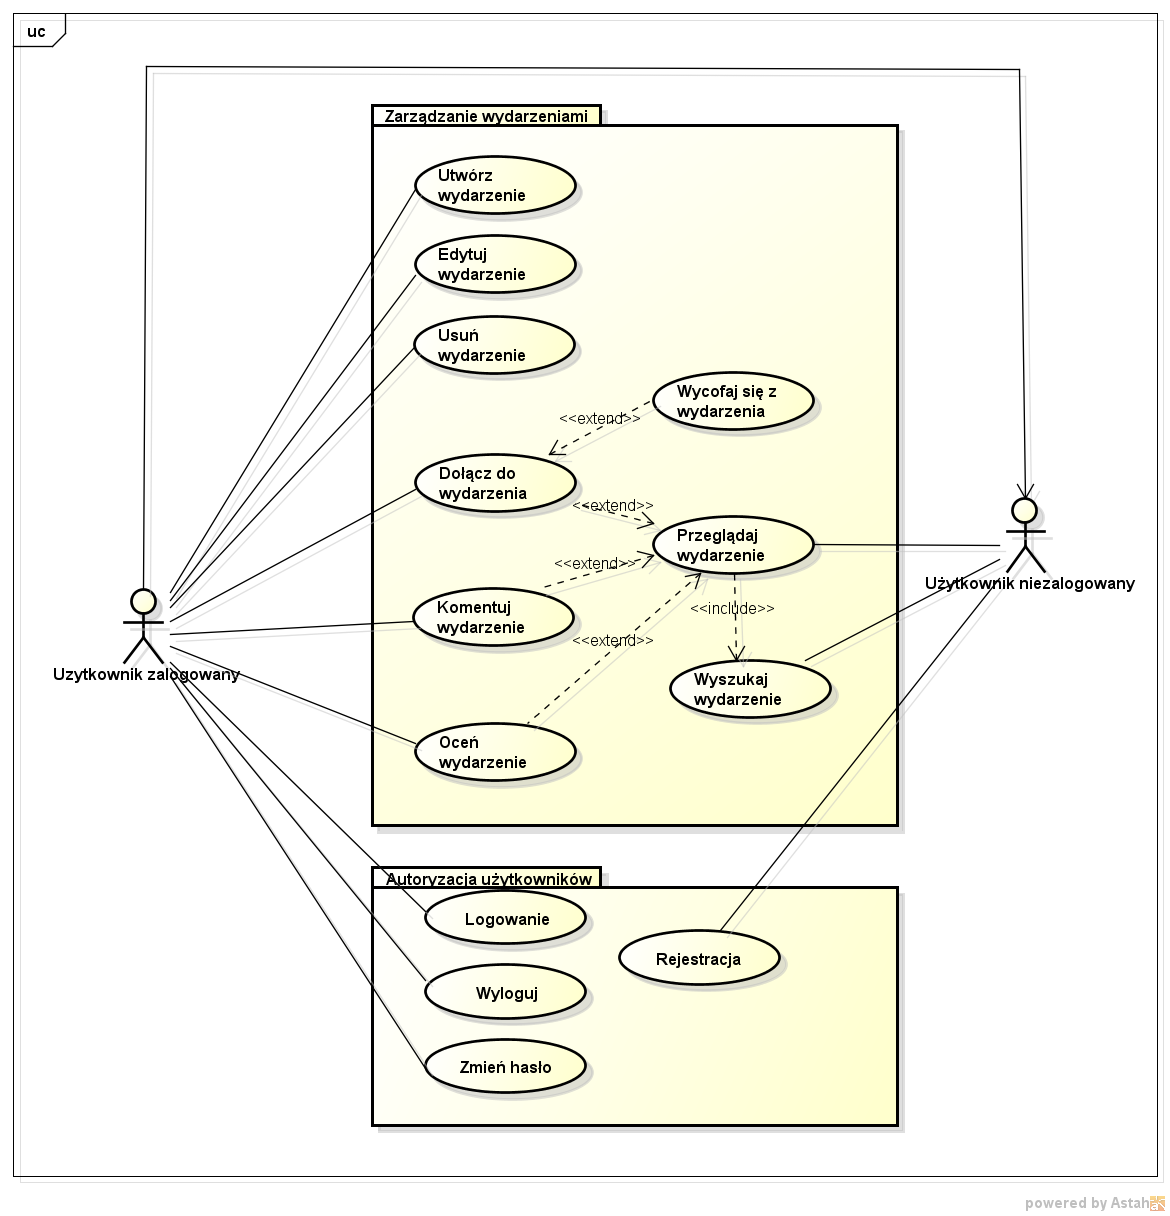 uc
Zarządzanie wydarzeniami
Utwórz
wydarzenie
Edytuj
wydarzenie
Usuń
wydarzenie
Wycofaj się z
wydarzenia
<<extend>>
Dołącz do
wydarzenia
<<extend>>
Przeglądaj
wydarzenie
<<extend>>
Użytkownik niezalogowany
Komentuj
wydarzenie
<<include>>
<<extend>>
Uzytkownik zalogowany
Wyszukaj
wydarzenie
Oceń
wydarzenie
Autoryzacja użytkowników
Logowanie
Rejestracja
Wyloguj
Zmień hasło
powered by Astah